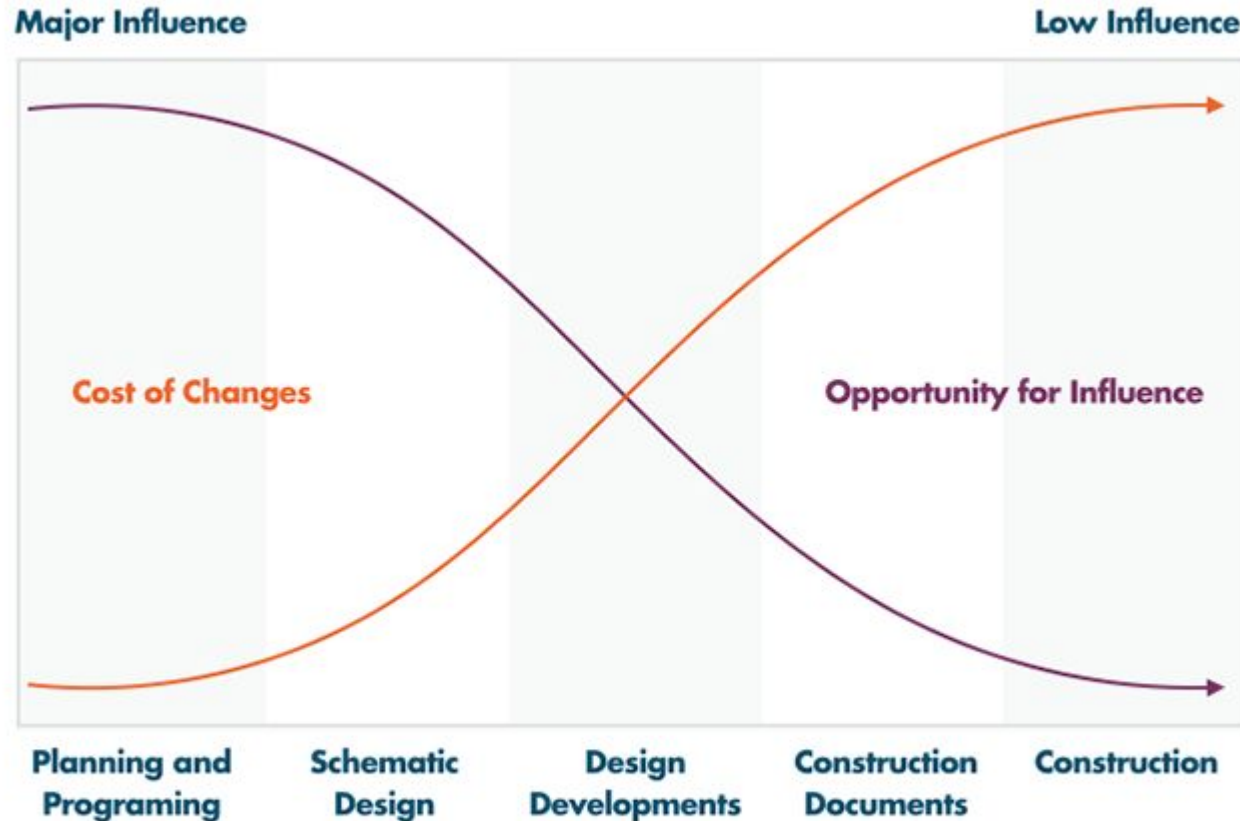 Major Influence
Low Influence
Cost of Changes
Opportunity for Influence
Planning and
Programing
Schematic
Design
Design
Developments
Construction
Documents
Construction